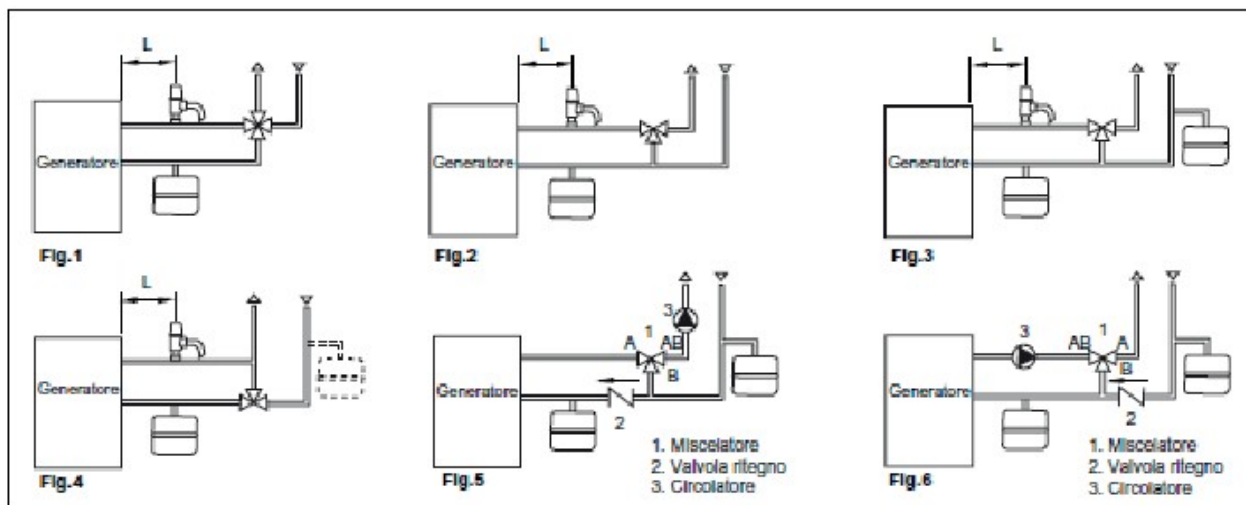 L
Generatore
Fig.1
L
Generatore
Fig.2
L
Generatore
Fig.3
L
Generatore
Fig.4
3
A 1 AB
B
Generatore
2
Fig.5
1. Miscelatore
2. Valvola ritegno
3. Circolatore
3 1
AB A
B
Generatore
2
Fig.6
1. Miscelatore
2. Valvola ritegno
3. Circolatore